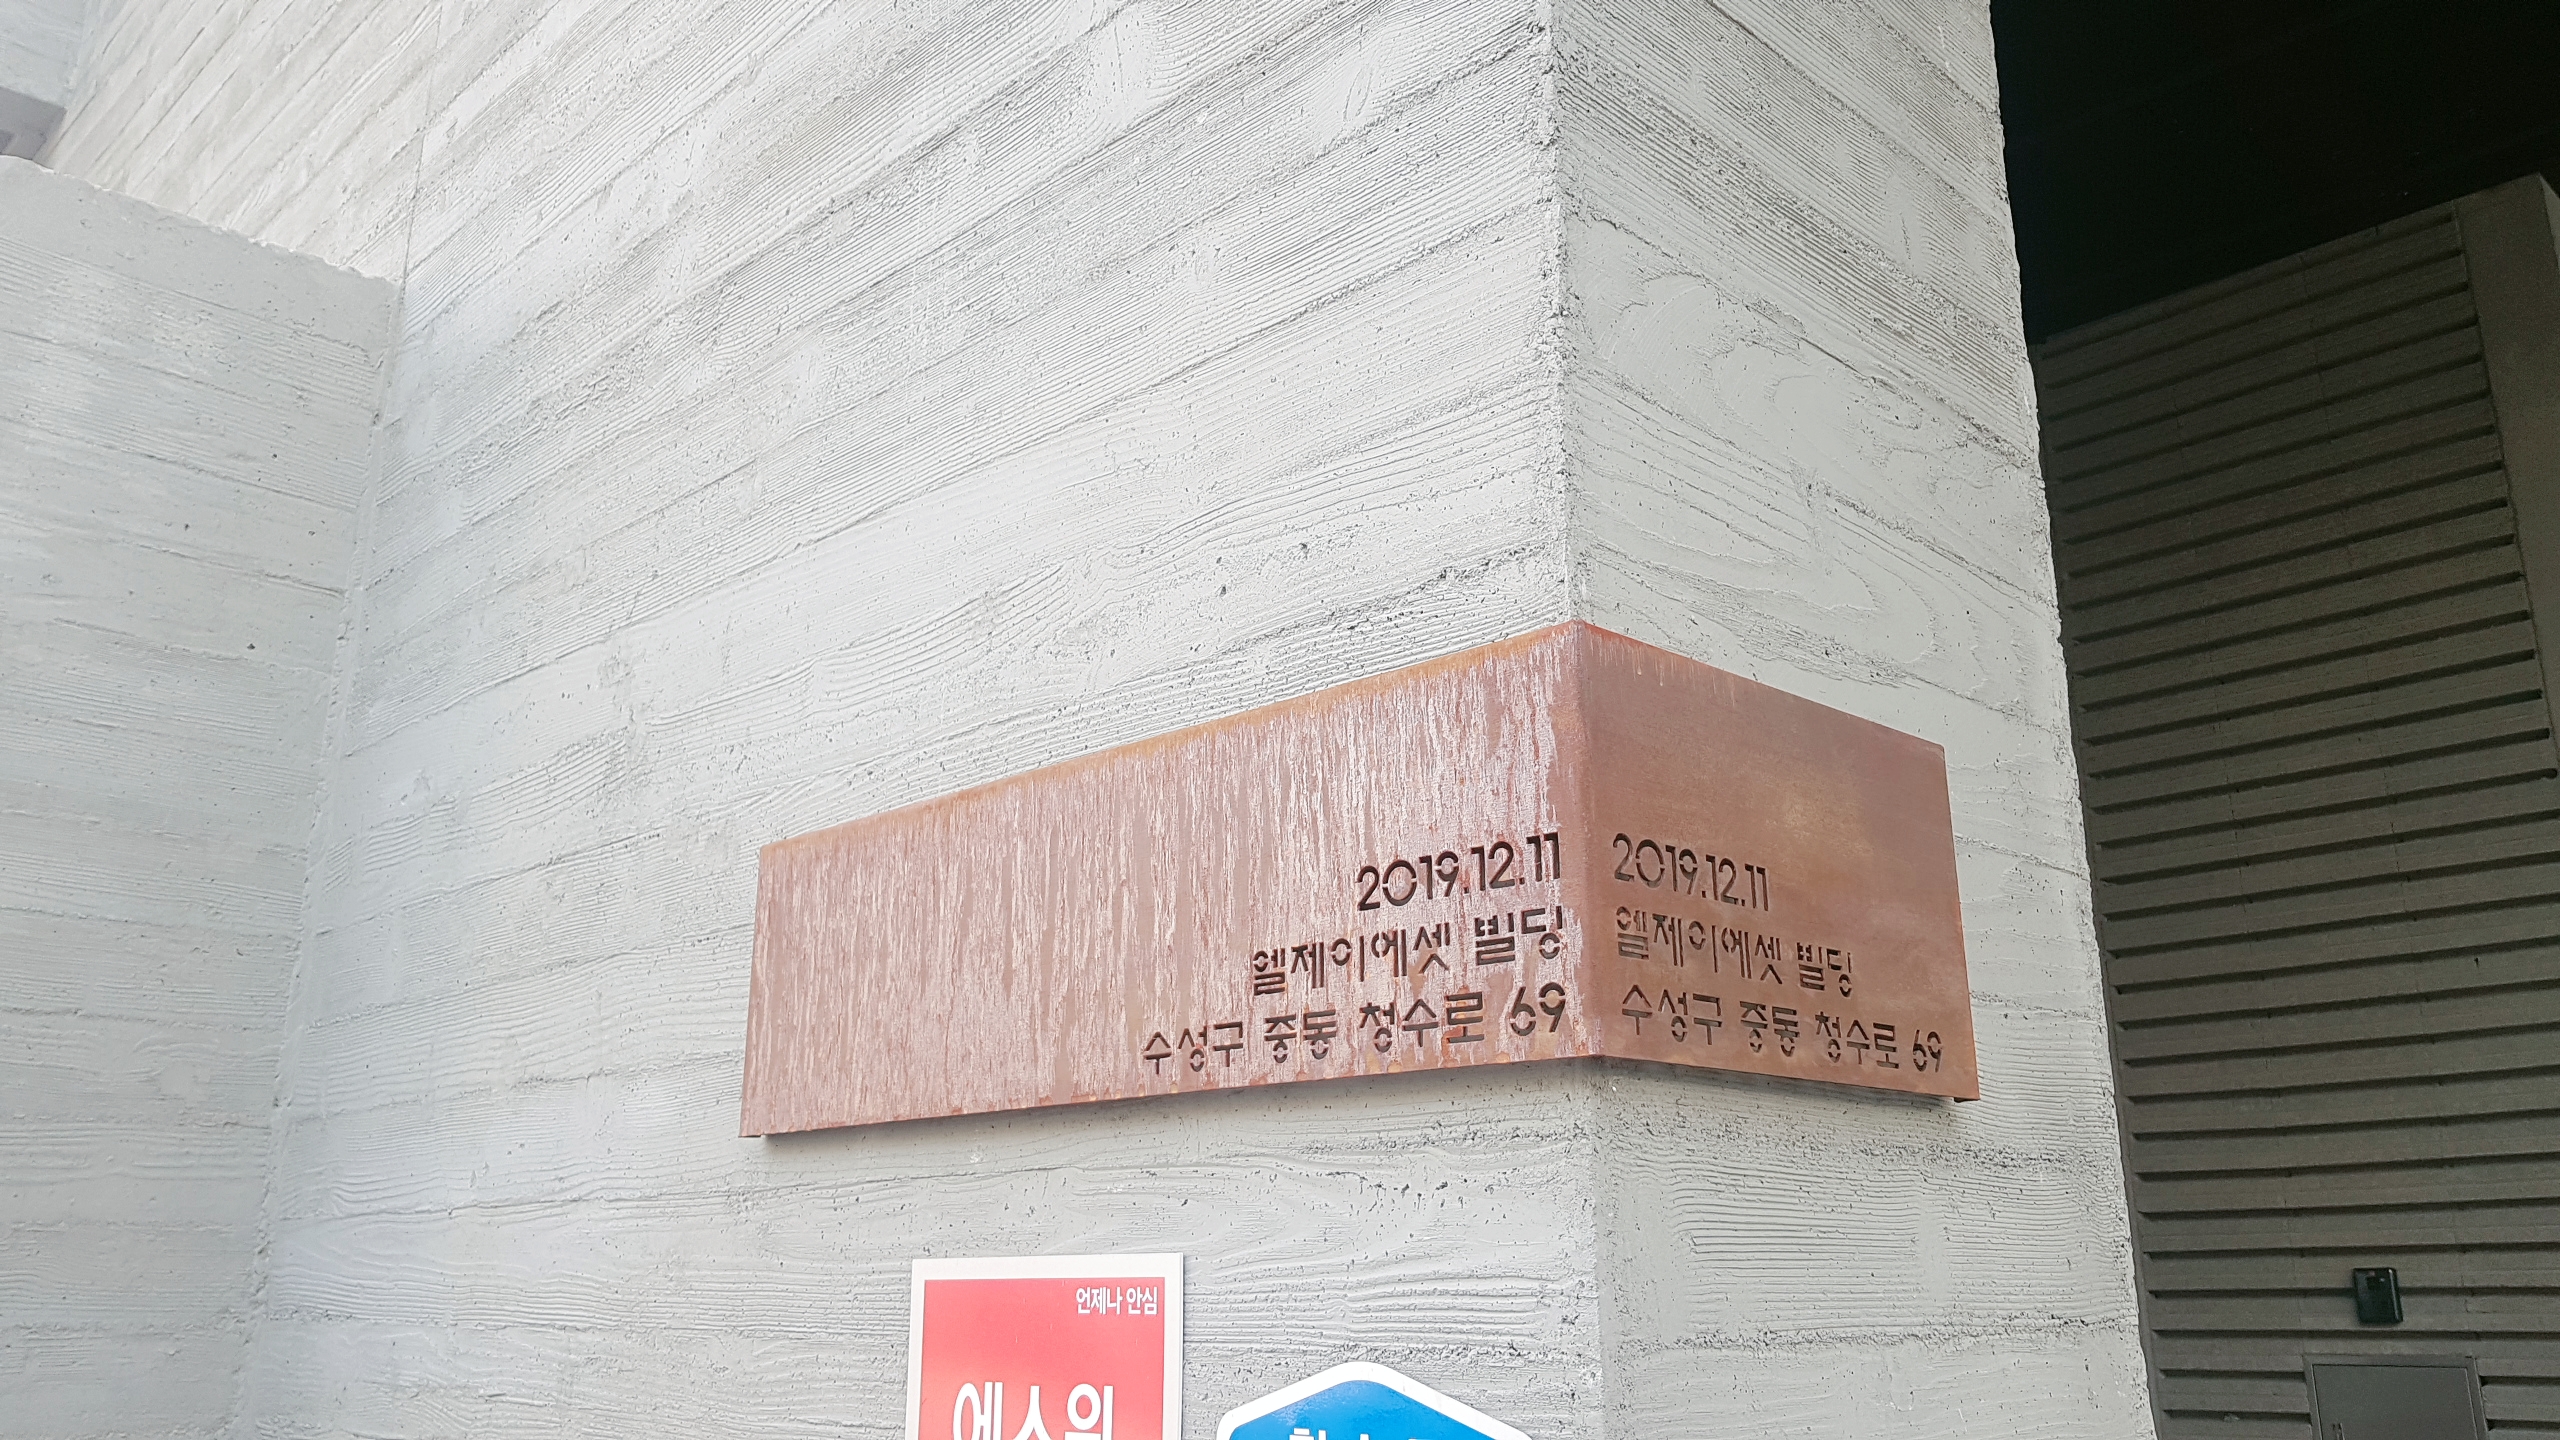 2019.12.11
엘제이에셋 빌딩
수성구 중동 청수로 69
2019.12.11
엘제이에셋 빌딩
수성구 중동 청수로 69
언제나 안심